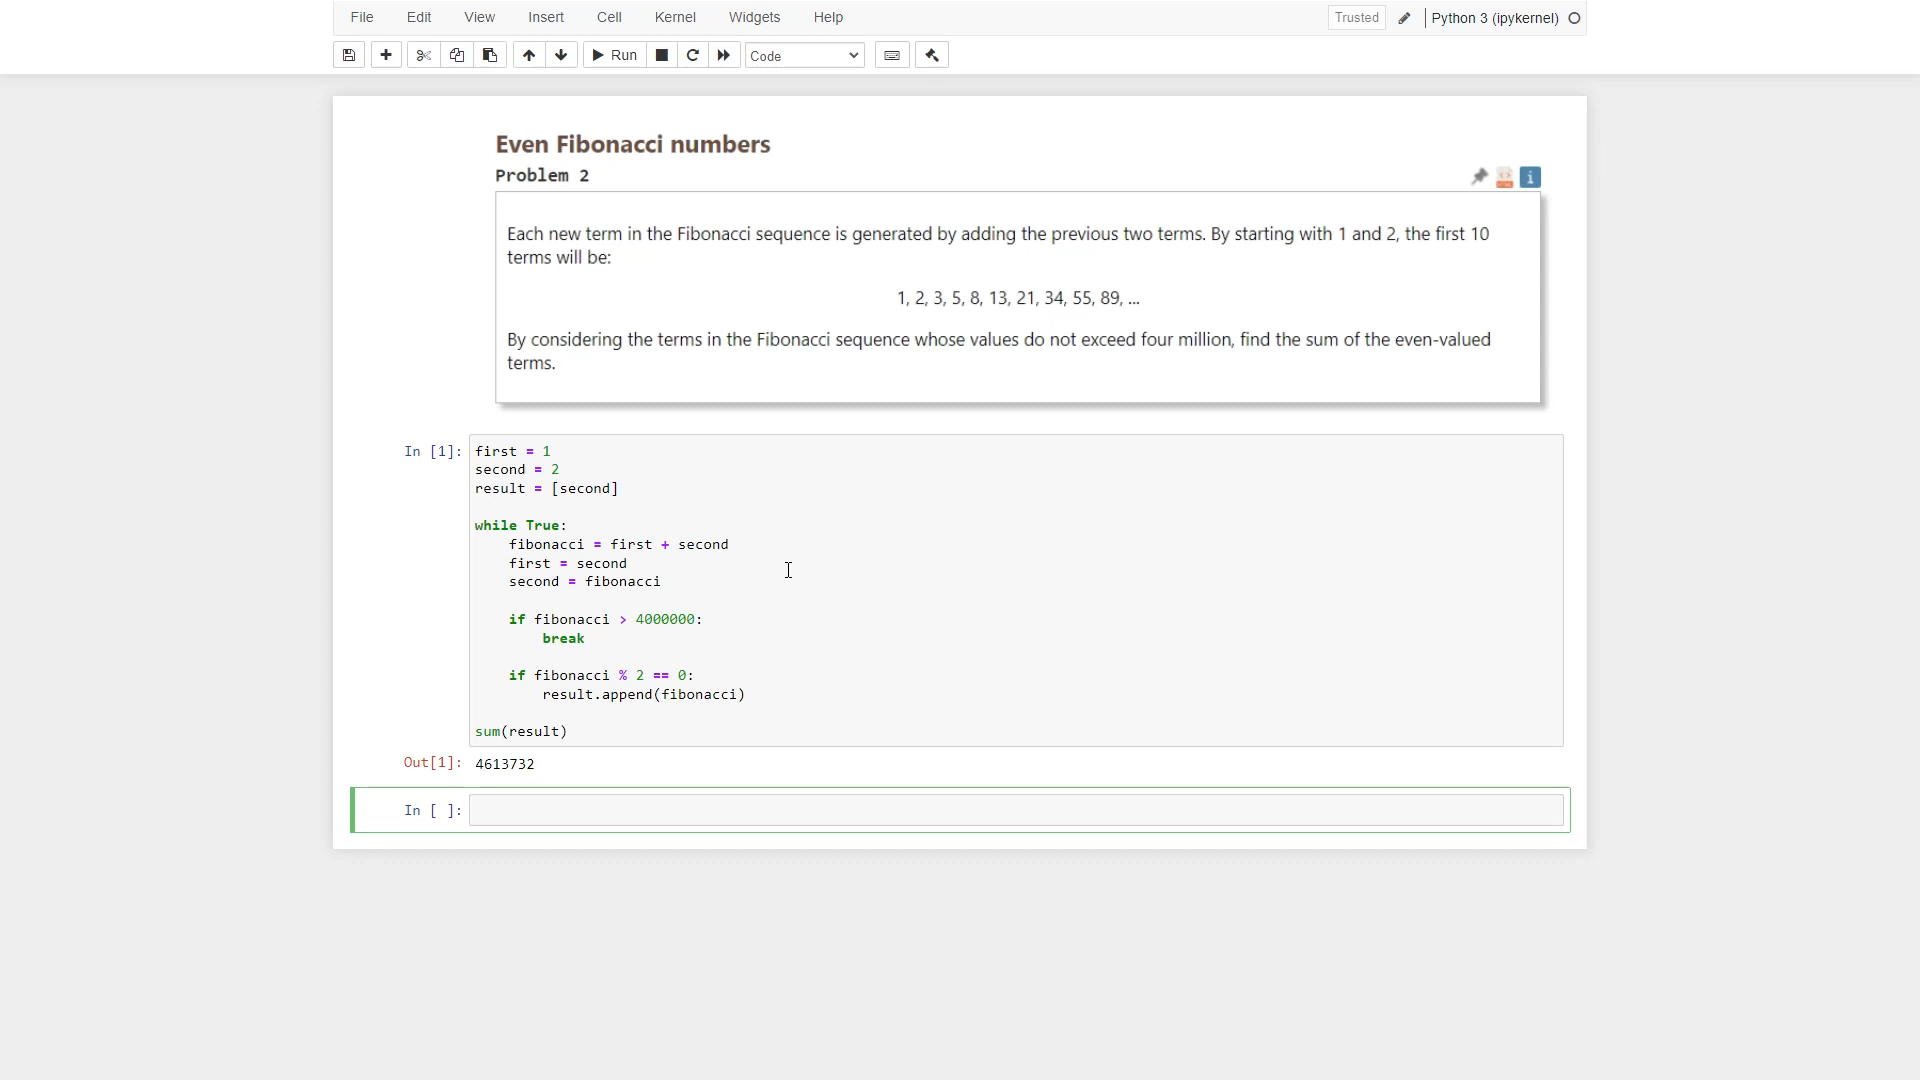 File Edit View Insert Cell Kernel Widgets Help Trusted Python 3 (ipykernel)
Run Code
Even Fibonacci numbers
Problem 2
Each new term in the Fibonacci sequence is generated by adding the previous two terms. By starting with 1 and 2, the first 10
terms will be:
1, 2, 3, 5, 8, 13, 21, 34, 55, 89, ...
By considering the terms in the Fibonacci sequence whose values do not exceed four million, find the sum of the even-valued
terms.
In [1]: first = 1
second = 2
result = [second]
while True:
    fibonacci = first + second
    first = second
    second = fibonacci
    if fibonacci > 4000000:
        break
    if fibonacci % 2 == 0:
        result.append(fibonacci)
sum(result)
Out[1]: 4613732
In [ ]: